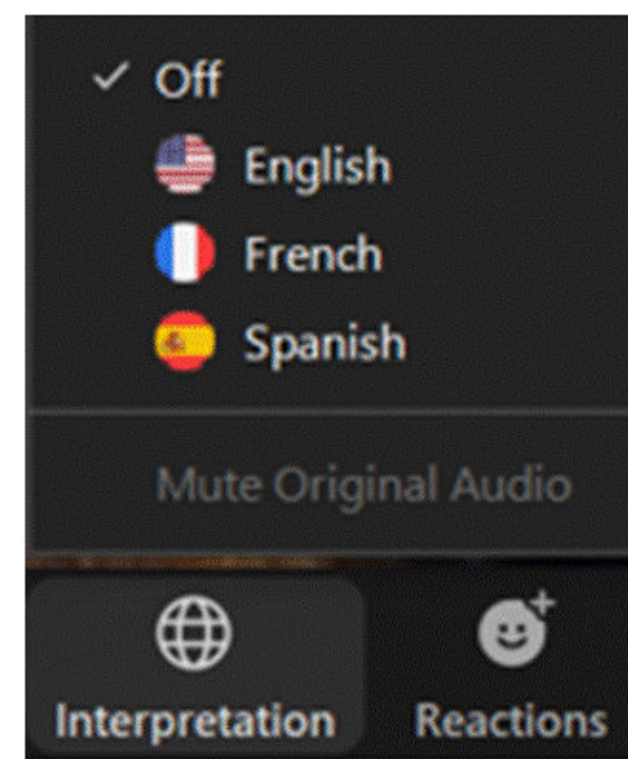 Off
English
French
Spanish
Mute Original Audio
Interpretation
Reactions